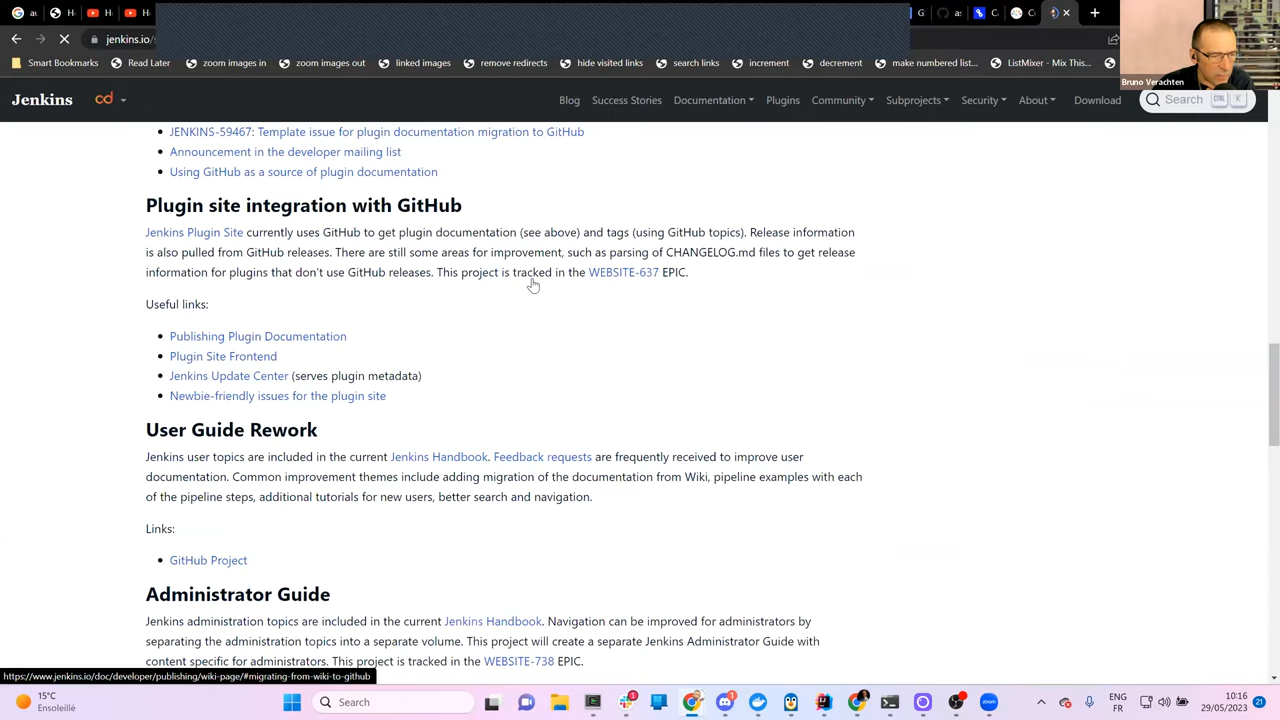 jenkins.io/
Bruno Verachten
Smart Bookmarks
Read Later
zoom images in
zoom images out
linked images
remove redirects
hide visited links
search links
increment
decrement
make numbered list...
ListMixer - Mix This...
Jenkins
cd
Blog
Success Stories
Documentation
Plugins
Community
Subprojects
Security
About
Download
Search CTRL K
JENKINS-59467: Template issue for plugin documentation migration to GitHub
Announcement in the developer mailing list
Using GitHub as a source of plugin documentation
Plugin site integration with GitHub
Jenkins Plugin Site currently uses GitHub to get plugin documentation (see above) and tags (using GitHub topics). Release information
is also pulled from GitHub releases. There are still some areas for improvement, such as parsing of CHANGELOG.md files to get release
information for plugins that don't use GitHub releases. This project is tracked in the WEBSITE-637 EPIC.
Useful links:
Publishing Plugin Documentation
Plugin Site Frontend
Jenkins Update Center (serves plugin metadata)
Newbie-friendly issues for the plugin site
User Guide Rework
Jenkins user topics are included in the current Jenkins Handbook. Feedback requests are frequently received to improve user
documentation. Common improvement themes include adding migration of the documentation from Wiki, pipeline examples with each
of the pipeline steps, additional tutorials for new users, better search and navigation.
Links:
GitHub Project
Administrator Guide
Jenkins administration topics are included in the current Jenkins Handbook. Navigation can be improved for administrators by
separating the administration topics into a separate volume. This project will create a separate Jenkins Administrator Guide with
content specific for administrators. This project is tracked in the WEBSITE-738 EPIC.
https://www.jenkins.io/doc/developer/publishing/wiki-page/#migrating-from-wiki-to-github
15°C
Ensoleillé
Search
ENG
FR
10:16
29/05/2023
21